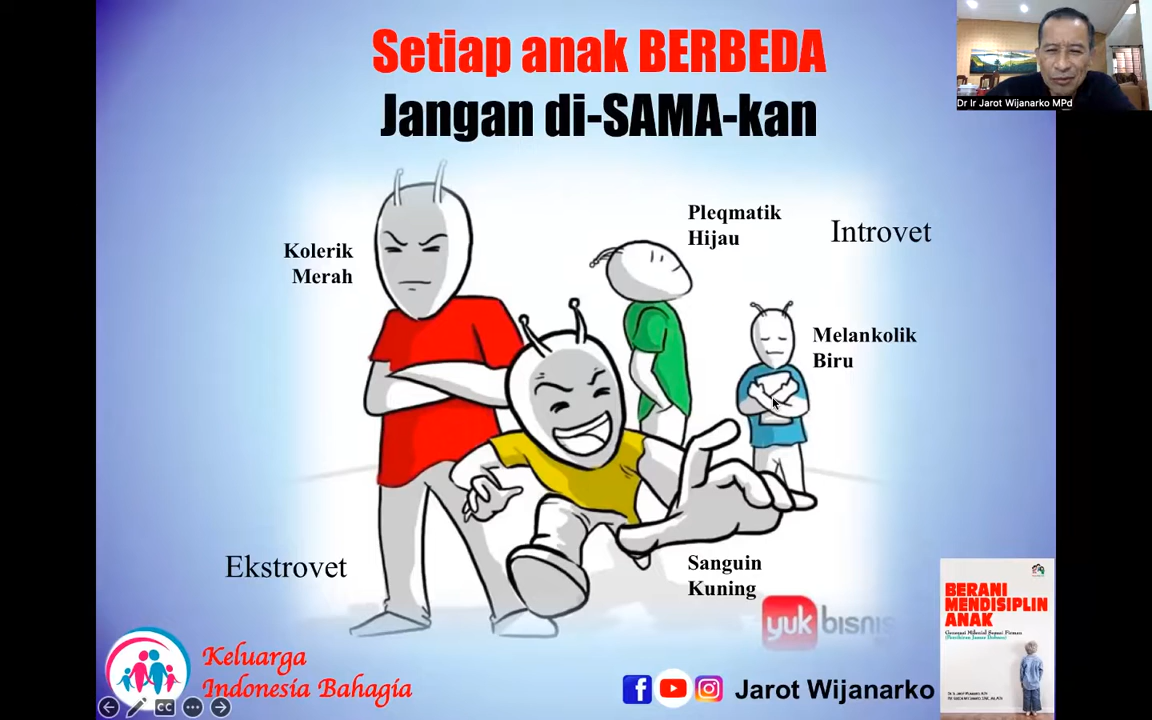 Setiap anak BERBEDA
Jangan di-SAMA-kan
Dr Ir Jarot Wijanarko MPd
Pleqmatik
Hijau
Introvet
Kolerik
Merah
Melankolik
Biru
Ekstrovet
Sanguin
Kuning
yuk bisnis
BERANI
MENDISIPLIN
ANAK
Keluarga
Indonesia Bahagia
CC
Jarot Wijanarko